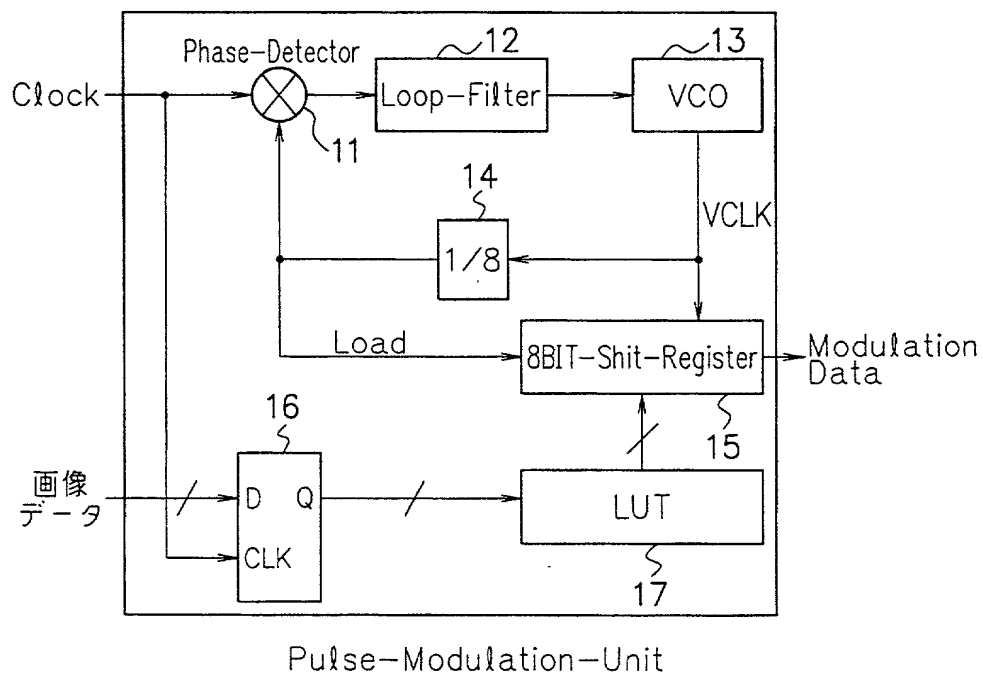 Phase-Detector
12
13
Clock
Loop-Filter
VCO
11
14
VCLK
1/8
Load
8BIT-Shit-Register
Modulation
Data
16
15
画像
データ
D Q
LUT
CLK
17
Pulse-Modulation-Unit